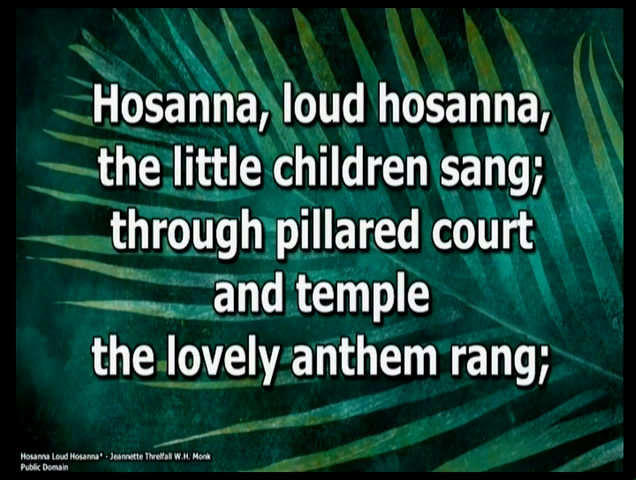 Hosanna, loud hosanna,
the little children sang;
through pillared court
and temple
the lovely anthem rang;
Hosanna Loud Hosanna* - Jeannette Threlfall W.H. Monk
Public Domain